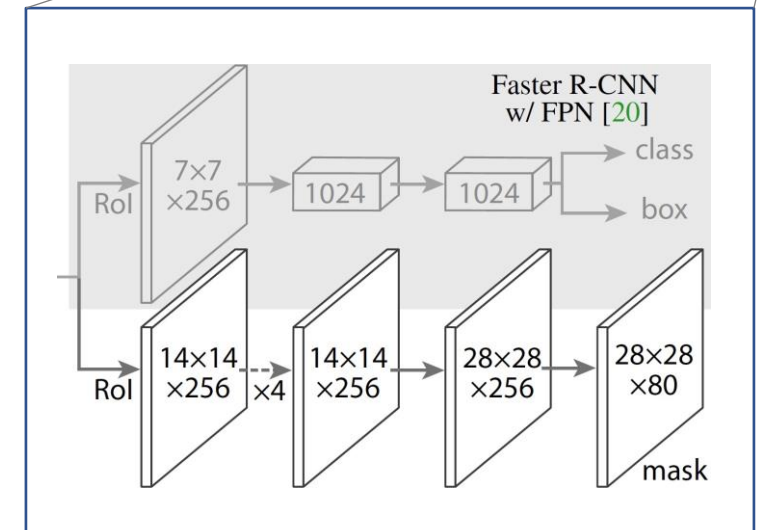 Faster R-CNN
w/ FPN [20]
RoI
7×7
×256
1024
1024
class
box
RoI
14×14
×256
×4
14×14
×256
28×28
×256
28×28
×80
mask